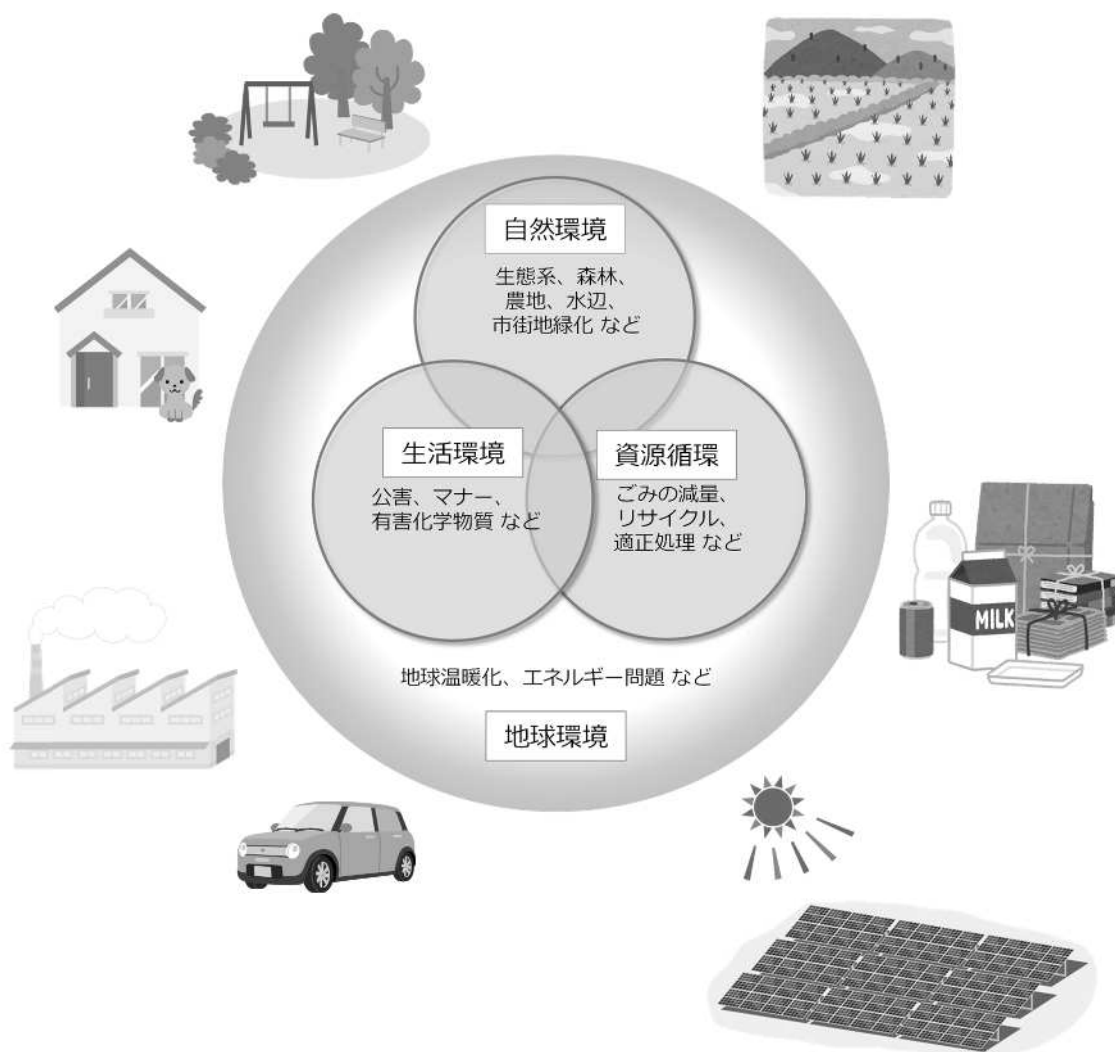 自然環境
生態系、森林、
農地、水辺、
市街地緑化 など
生活環境
公害、マナー、
有害化学物質 など
資源循環
ごみの減量、
リサイクル、
適正処理 など
MILK
地球温暖化、エネルギー問題 など
地球環境